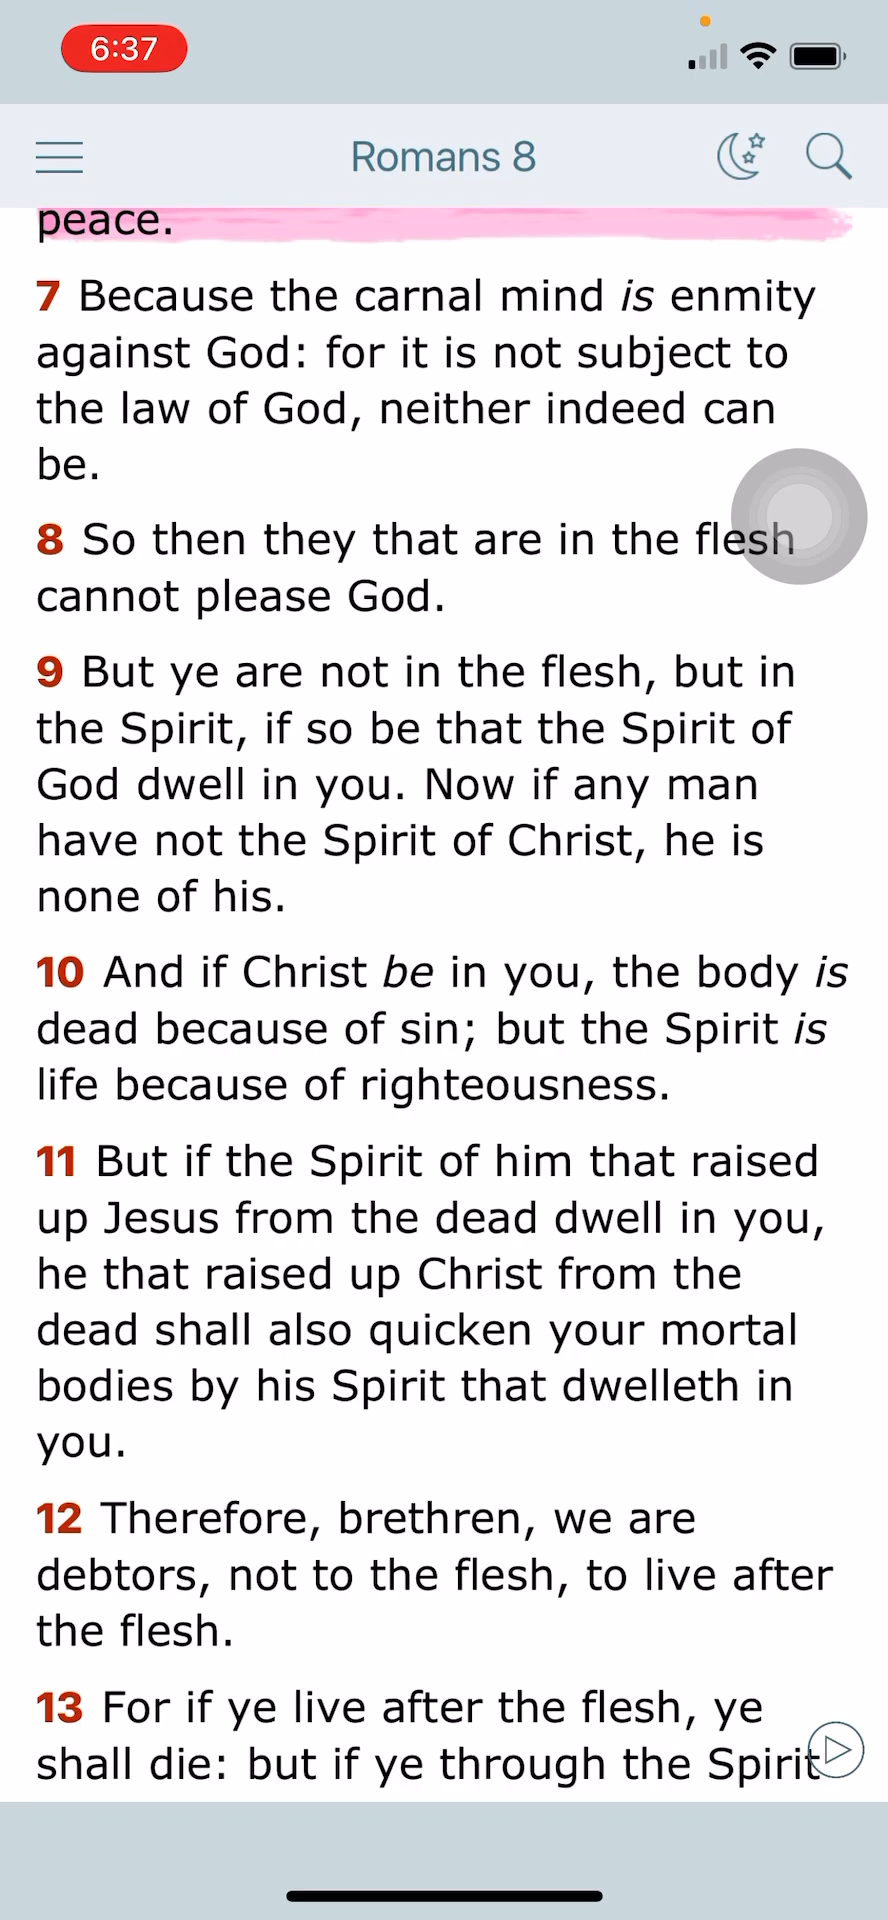 6:37
Romans 8
peace.
7 Because the carnal mind is enmity
against God: for it is not subject to
the law of God, neither indeed can
be.
8 So then they that are in the flesh
cannot please God.
9 But ye are not in the flesh, but in
the Spirit, if so be that the Spirit of
God dwell in you. Now if any man
have not the Spirit of Christ, he is
none of his.
10 And if Christ be in you, the body is
dead because of sin; but the Spirit is
life because of righteousness.
11 But if the Spirit of him that raised
up Jesus from the dead dwell in you,
he that raised up Christ from the
dead shall also quicken your mortal
bodies by his Spirit that dwelleth in
you.
12 Therefore, brethren, we are
debtors, not to the flesh, to live after
the flesh.
13 For if ye live after the flesh, ye
shall die: but if ye through the Spirit